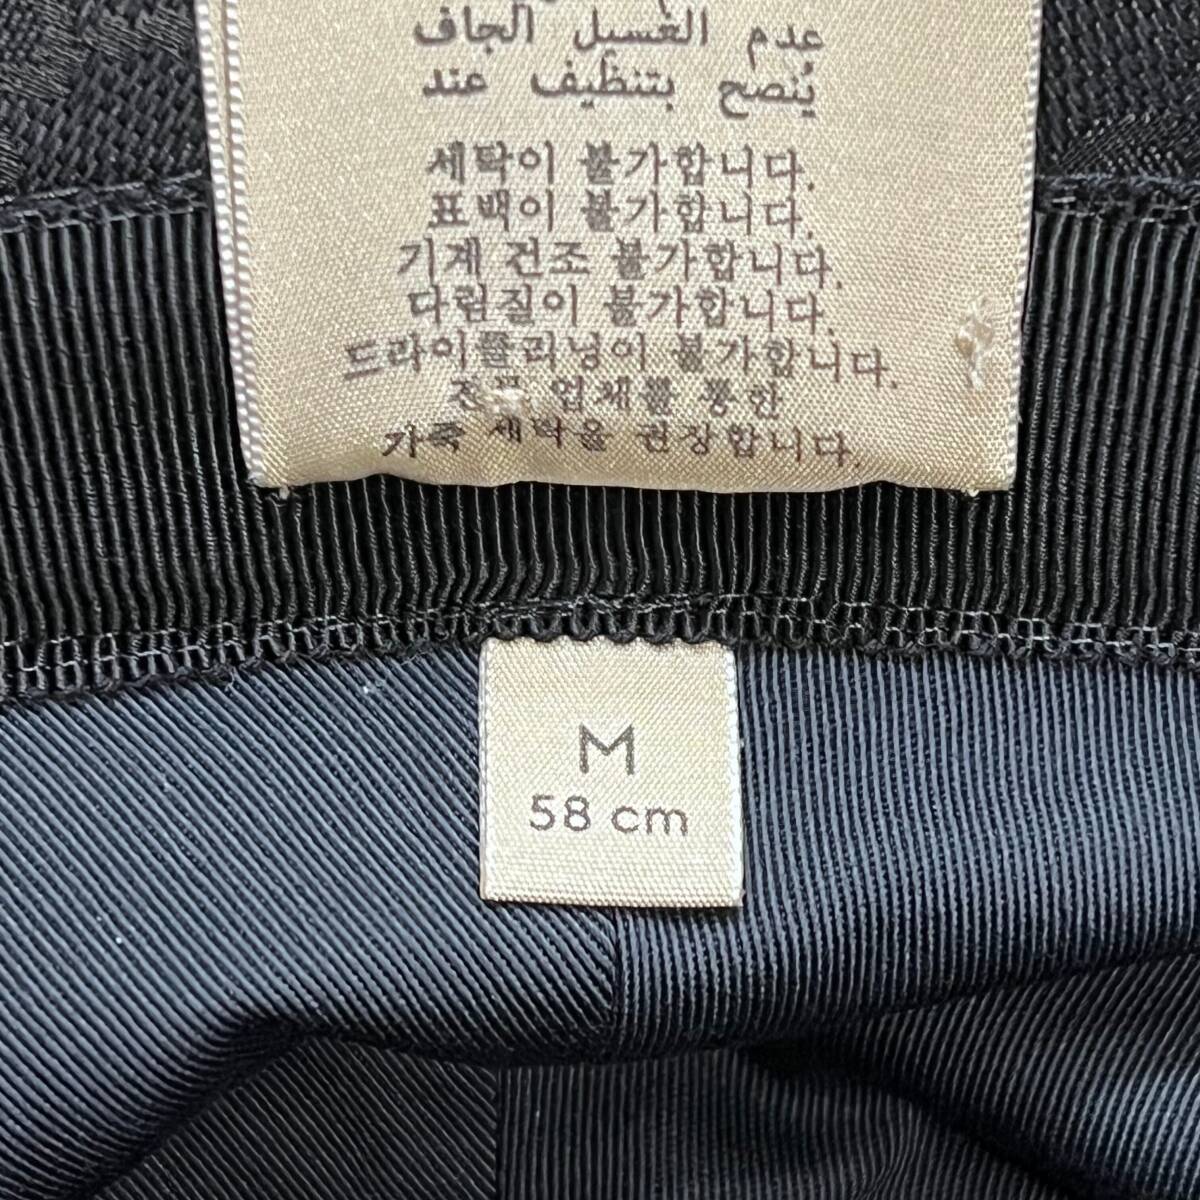 عدم الغسيل الجاف
يُنصح بتنظيف عند
세탁이 불가합니다.
표백이 불가합니다.
기계 건조 불가합니다.
다림질이 불가합니다.
드라이클리닝이 불가합니다.
전문 업체를 통한
가죽 세탁을 권장합니다.
M
58 cm